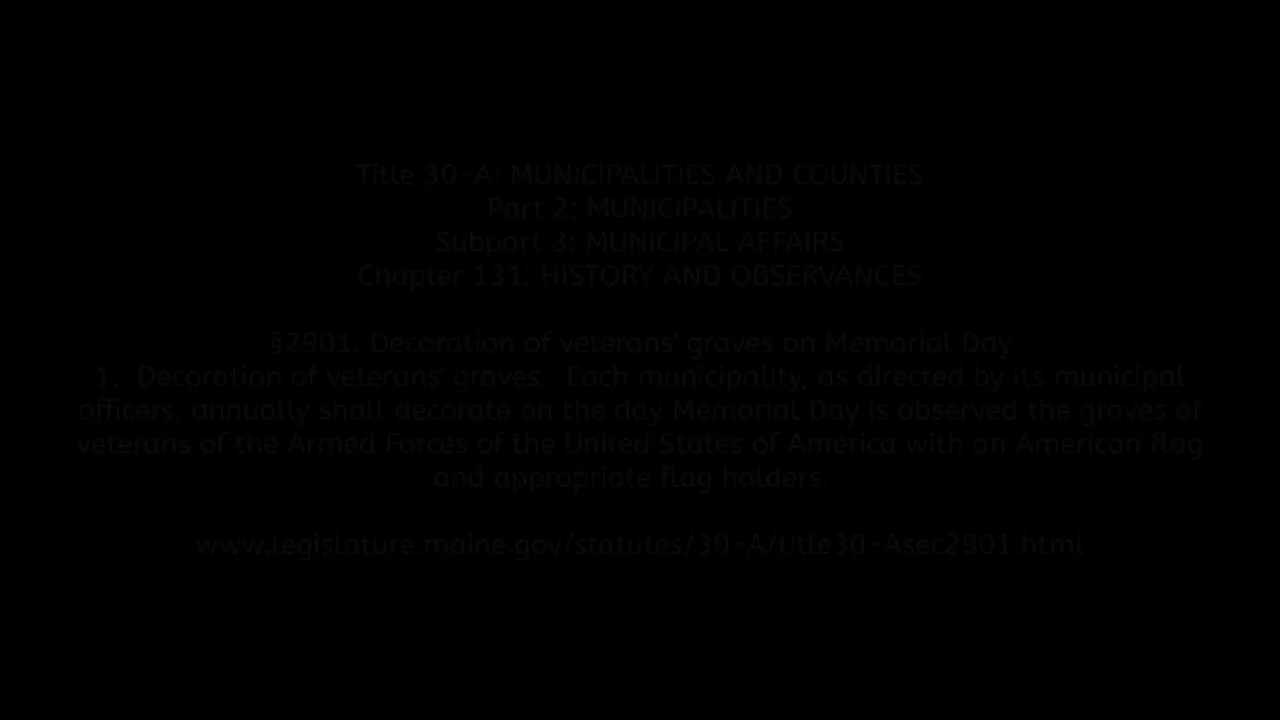 Title 30-A: MUNICIPALITIES AND COUNTIES
Part 2: MUNICIPALITIES
Subpart 3: MUNICIPAL AFFAIRS
Chapter 131: HISTORY AND OBSERVANCES
§2901. Decoration of veterans' graves on Memorial Day
1.  Decoration of veterans' graves.  Each municipality, as directed by its municipal
officers, annually shall decorate on the day Memorial Day is observed the graves of
veterans of the Armed Forces of the United States of America with an American flag
and appropriate flag holders.
www.legislature.maine.gov/statutes/30-A/title30-Asec2901.html